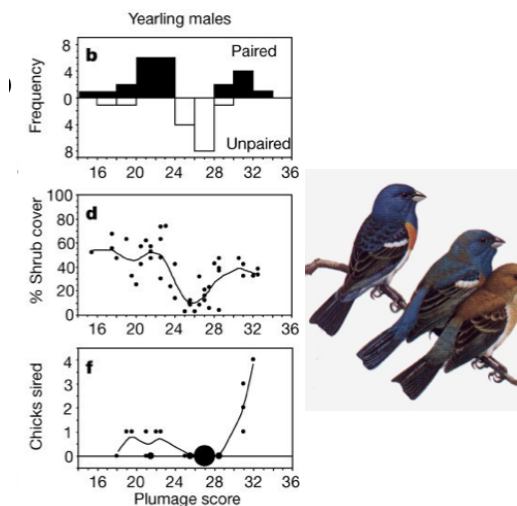 Yearling males
b
Paired
Unpaired
Frequency
8
4
0
4
8
16 20 24 28 32 36
d
% Shrub cover
100
80
60
40
20
0
16 20 24 28 32 36
f
Chicks sired
4
3
2
1
0
16 20 24 28 32 36
Plumage score